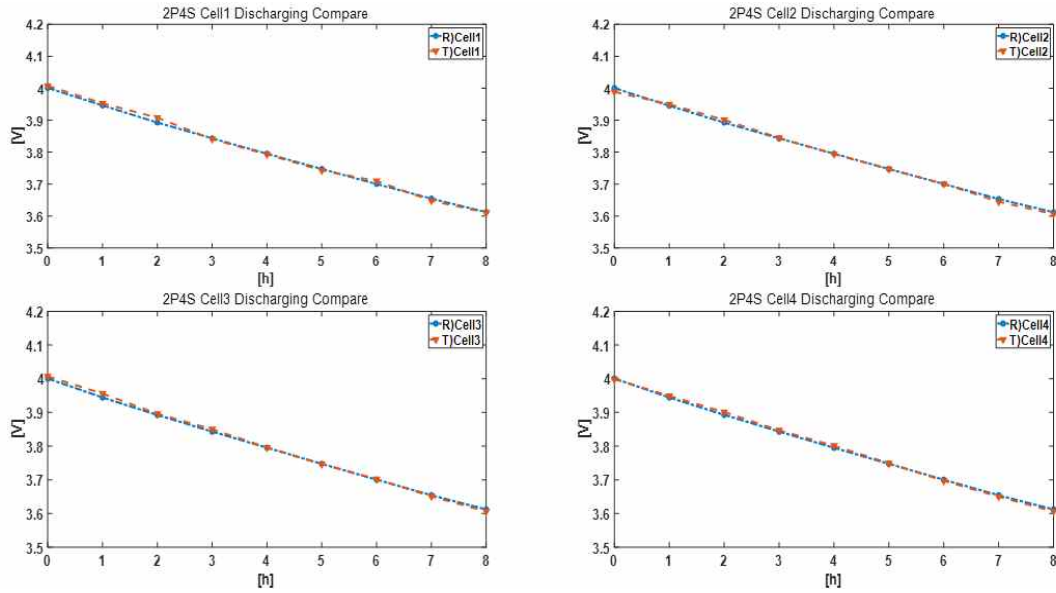 2P4S Cell1 Discharging Compare
4.2
4.1
4
3.9
3.8
3.7
3.6
3.5
[V]
R)Cell1
T)Cell1
0 1 2 3 4 5 6 7 8
[h]
2P4S Cell2 Discharging Compare
4.2
4.1
4
3.9
3.8
3.7
3.6
3.5
[V]
R)Cell2
T)Cell2
0 1 2 3 4 5 6 7 8
[h]
2P4S Cell3 Discharging Compare
4.2
4.1
4
3.9
3.8
3.7
3.6
3.5
[V]
R)Cell3
T)Cell3
0 1 2 3 4 5 6 7 8
[h]
2P4S Cell4 Discharging Compare
4.2
4.1
4
3.9
3.8
3.7
3.6
3.5
[V]
R)Cell4
T)Cell4
0 1 2 3 4 5 6 7 8
[h]